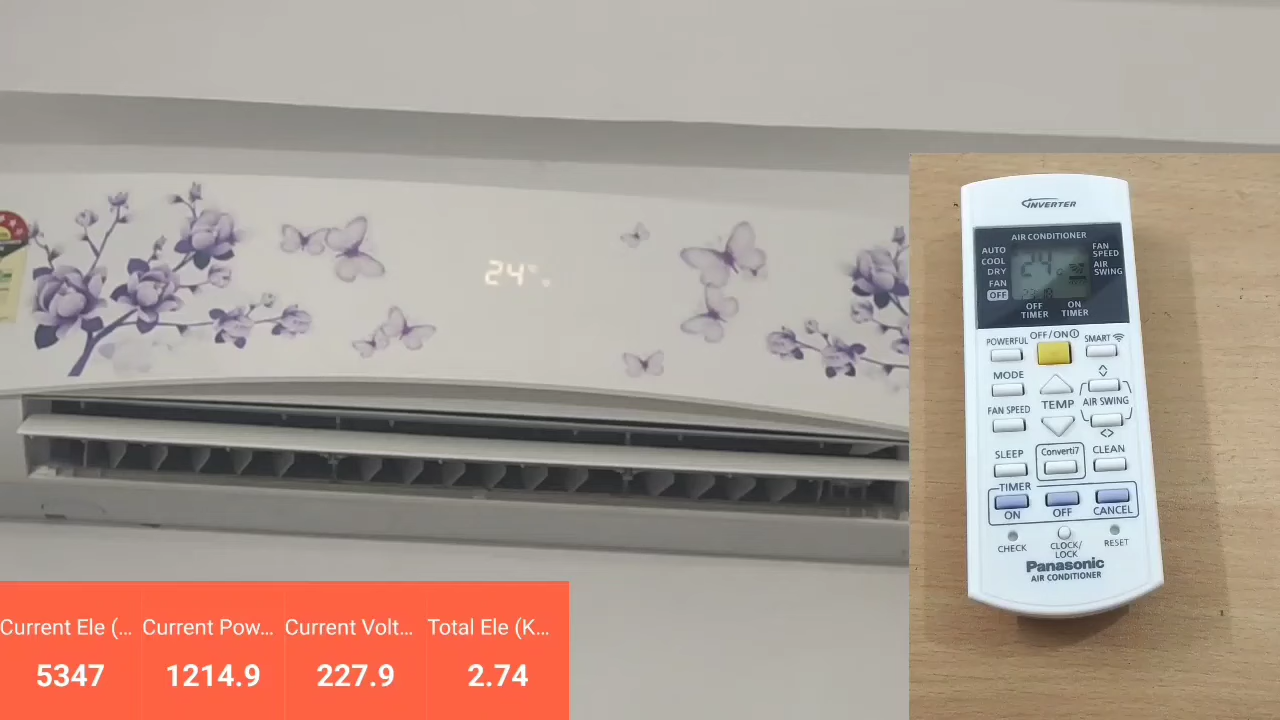 24°c
INVERTER
AIR CONDITIONER
AUTO
COOL
DRY
FAN
OFF
24
FAN SPEED
AIR SWING
OFF TIMER
ON TIMER
OFF/ON
POWERFUL
SMART
MODE
TEMP
AIR SWING
FAN SPEED
SLEEP
Converti7
CLEAN
TIMER
ON
OFF
CANCEL
CHECK
CLOCK/
LOCK
RESET
Panasonic
AIR CONDITIONER
Current Ele (... Current Pow... Current Volt... Total Ele (K...
5347 1214.9 227.9 2.74